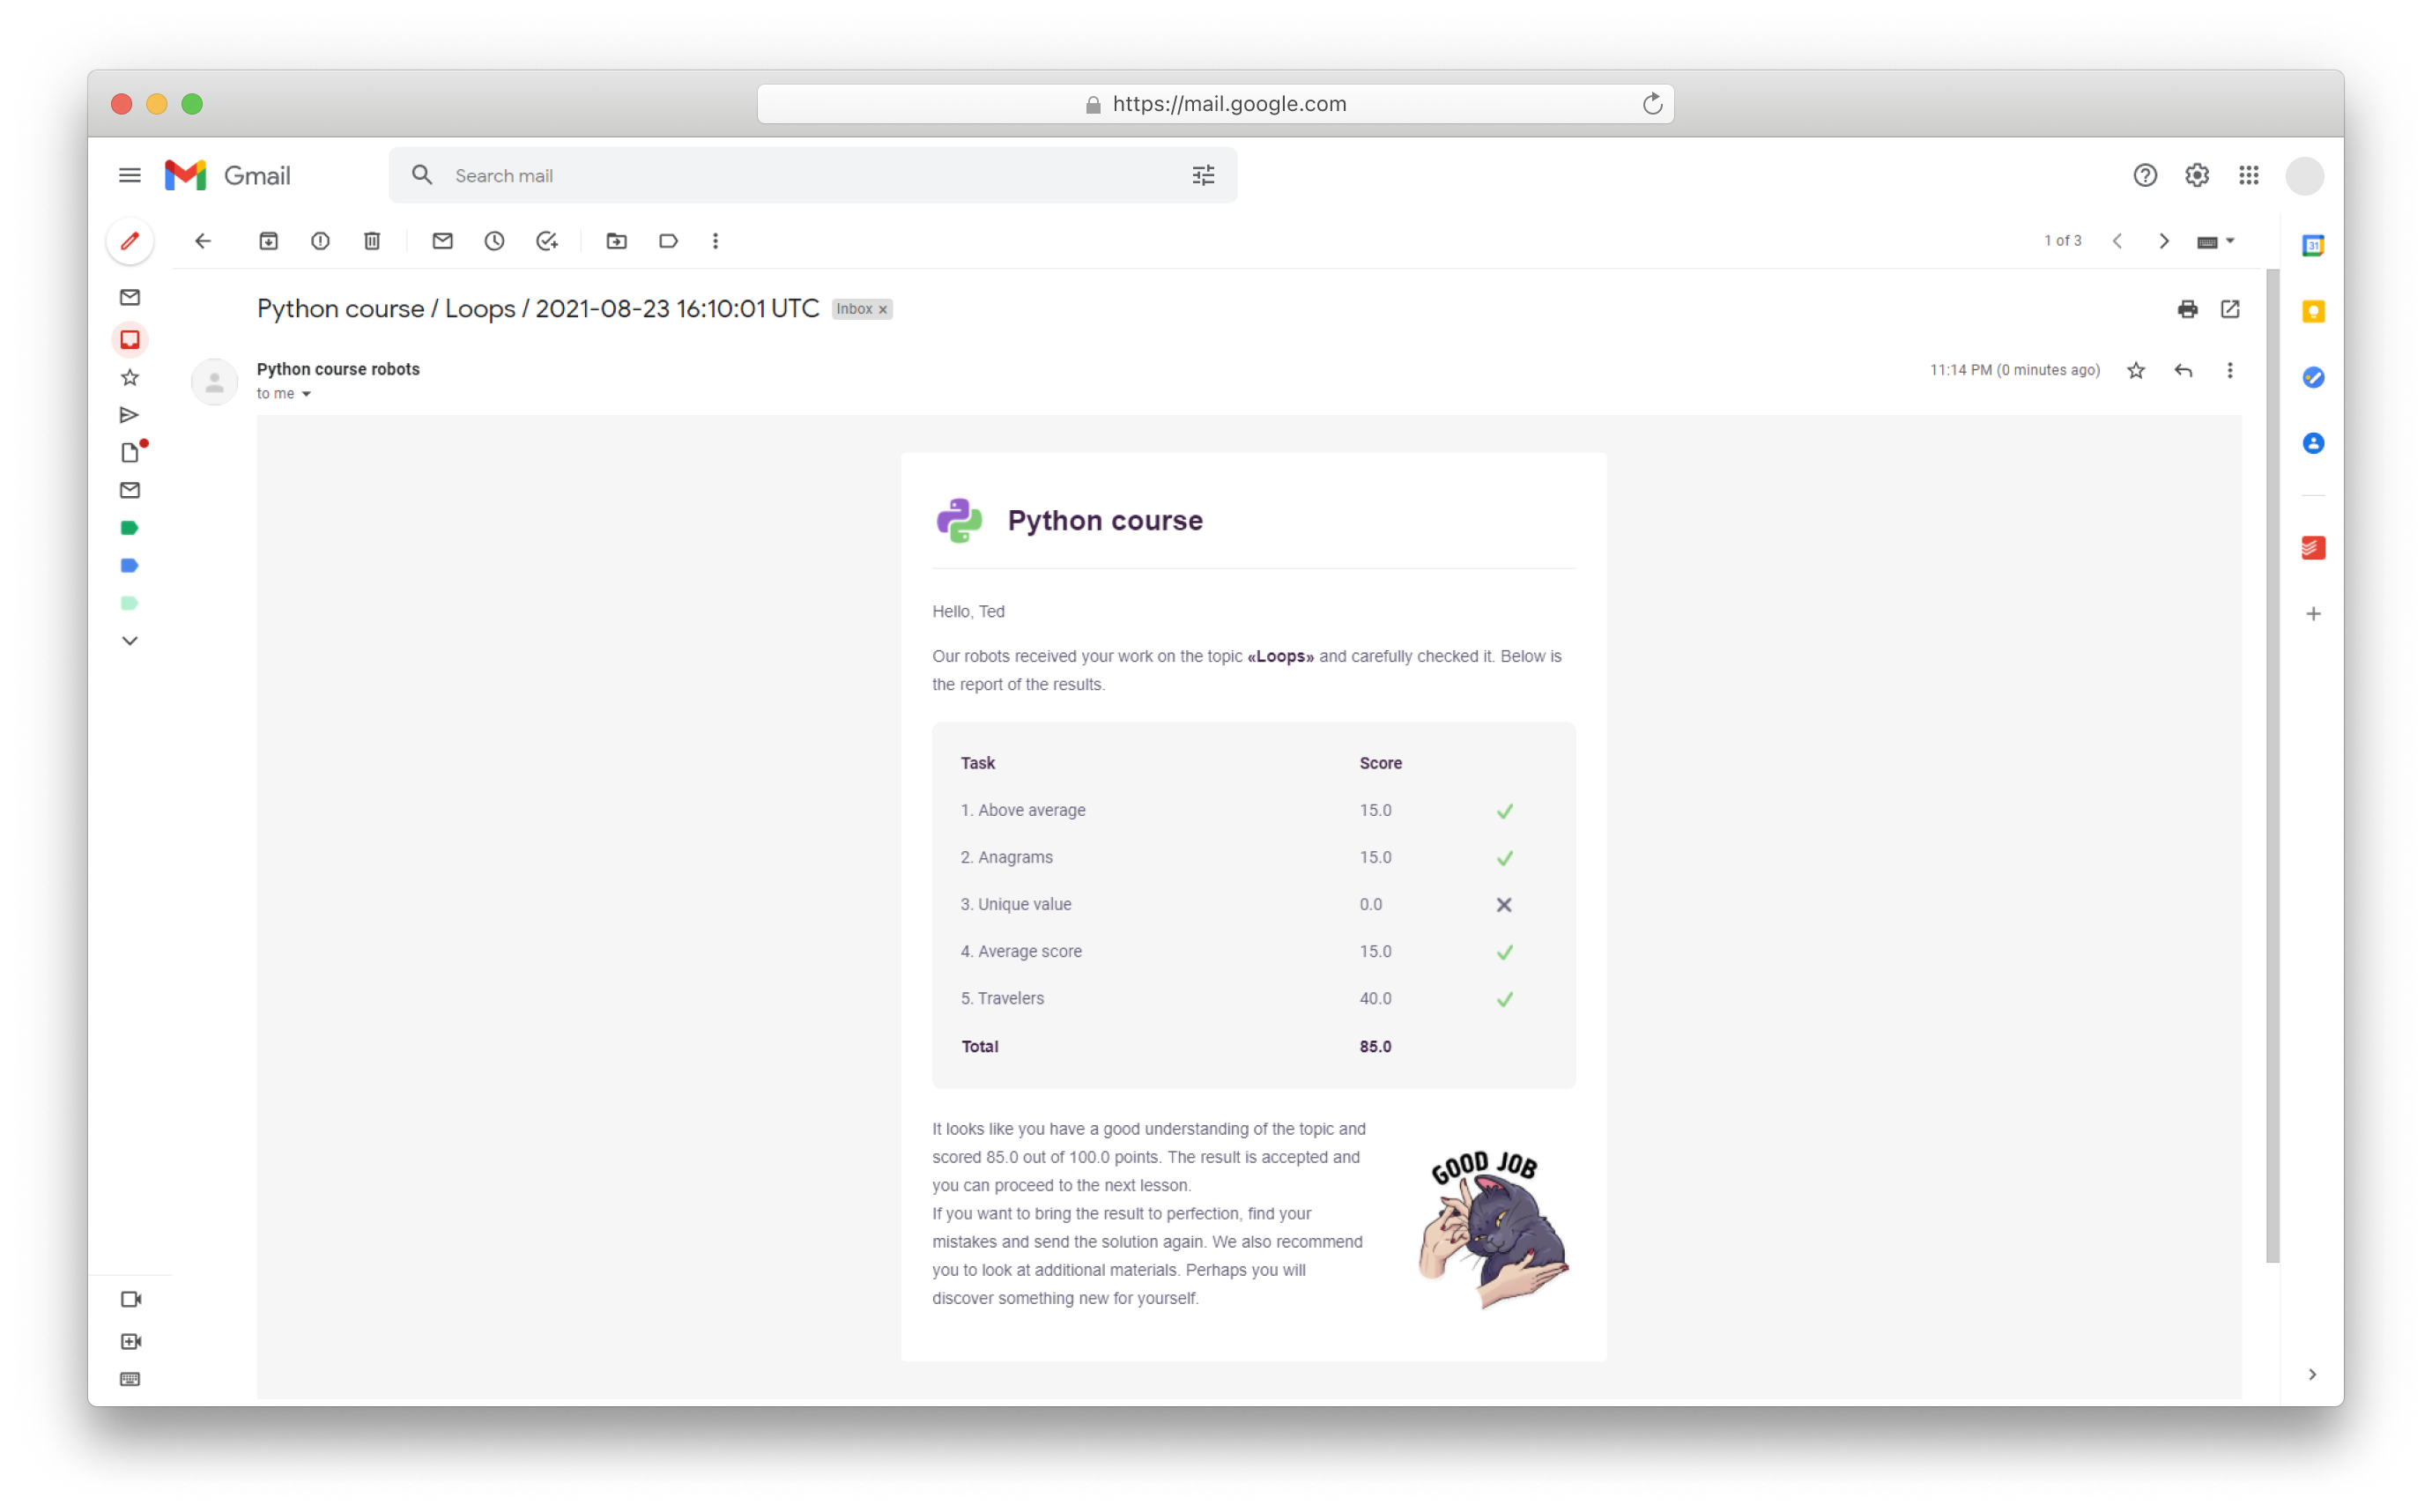 https://mail.google.com
Gmail
Search mail
1 of 3
31
Python course / Loops / 2021-08-23 16:10:01 UTC
Inbox x
Python course robots
11:14 PM (0 minutes ago)
to me
Python course
Hello, Ted
Our robots received your work on the topic «Loops» and carefully checked it. Below is
the report of the results.
Task Score
1. Above average 15.0
2. Anagrams 15.0
3. Unique value 0.0
4. Average score 15.0
5. Travelers 40.0
Total 85.0
It looks like you have a good understanding of the topic and
scored 85.0 out of 100.0 points. The result is accepted and
you can proceed to the next lesson.
If you want to bring the result to perfection, find your
mistakes and send the solution again. We also recommend
you to look at additional materials. Perhaps you will
discover something new for yourself.
GOOD JOB